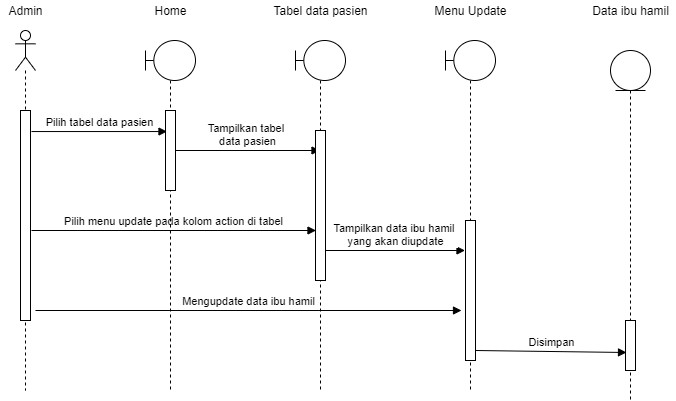 Admin
Home
Tabel data pasien
Menu Update
Data ibu hamil
Pilih tabel data pasien
Tampilkan tabel
data pasien
Pilih menu update pada kolom action di tabel
Tampilkan data ibu hamil
yang akan diupdate
Mengupdate data ibu hamil
Disimpan